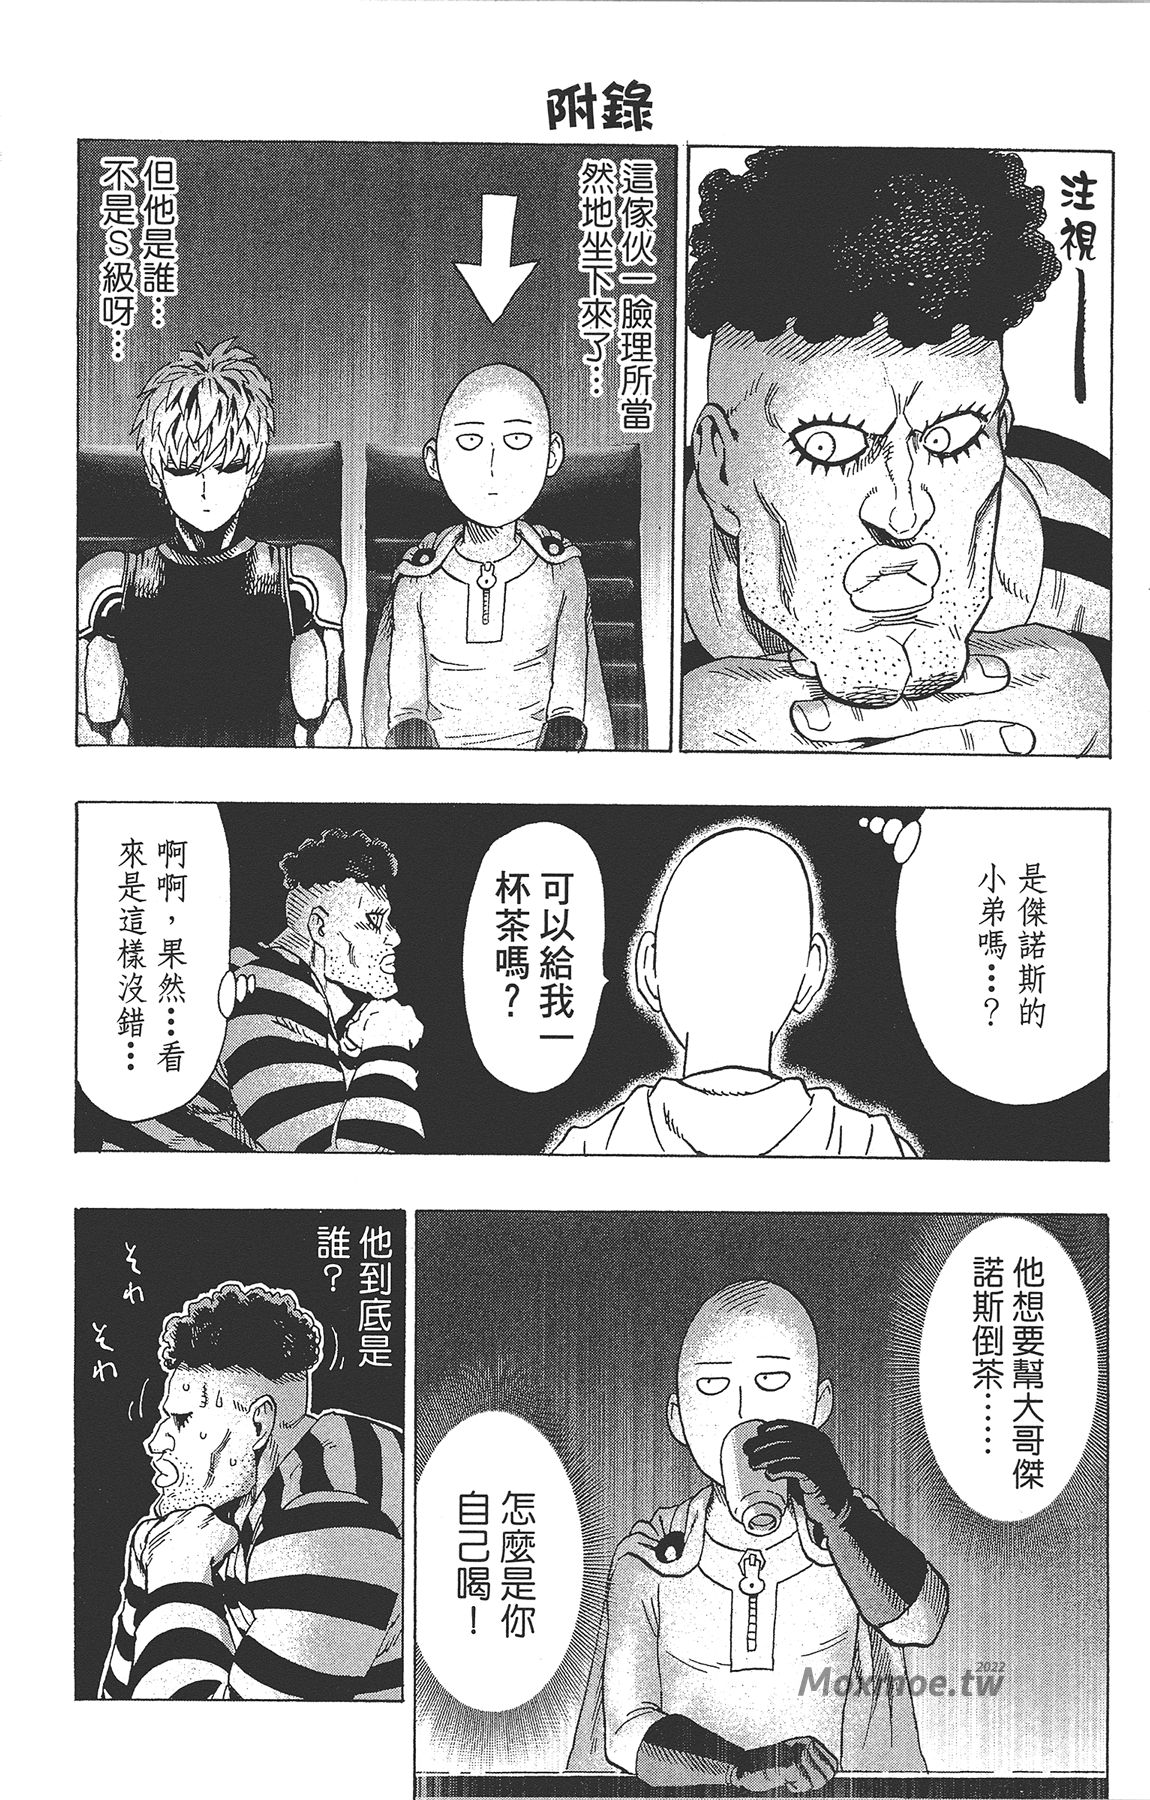 附錄
注視──
這傢伙一臉理所當
然地坐下來了…
但他是誰…
不是S級呀…
是傑諾斯的
小弟嗎…？
可以給我一
杯茶嗎？
啊啊，果然…看
來是這樣沒錯…
他想要幫大哥傑
諾斯倒茶……
怎麼是你
自己喝！
他到底是
誰？
そわ
そわ
2022
Moxmoe.tw